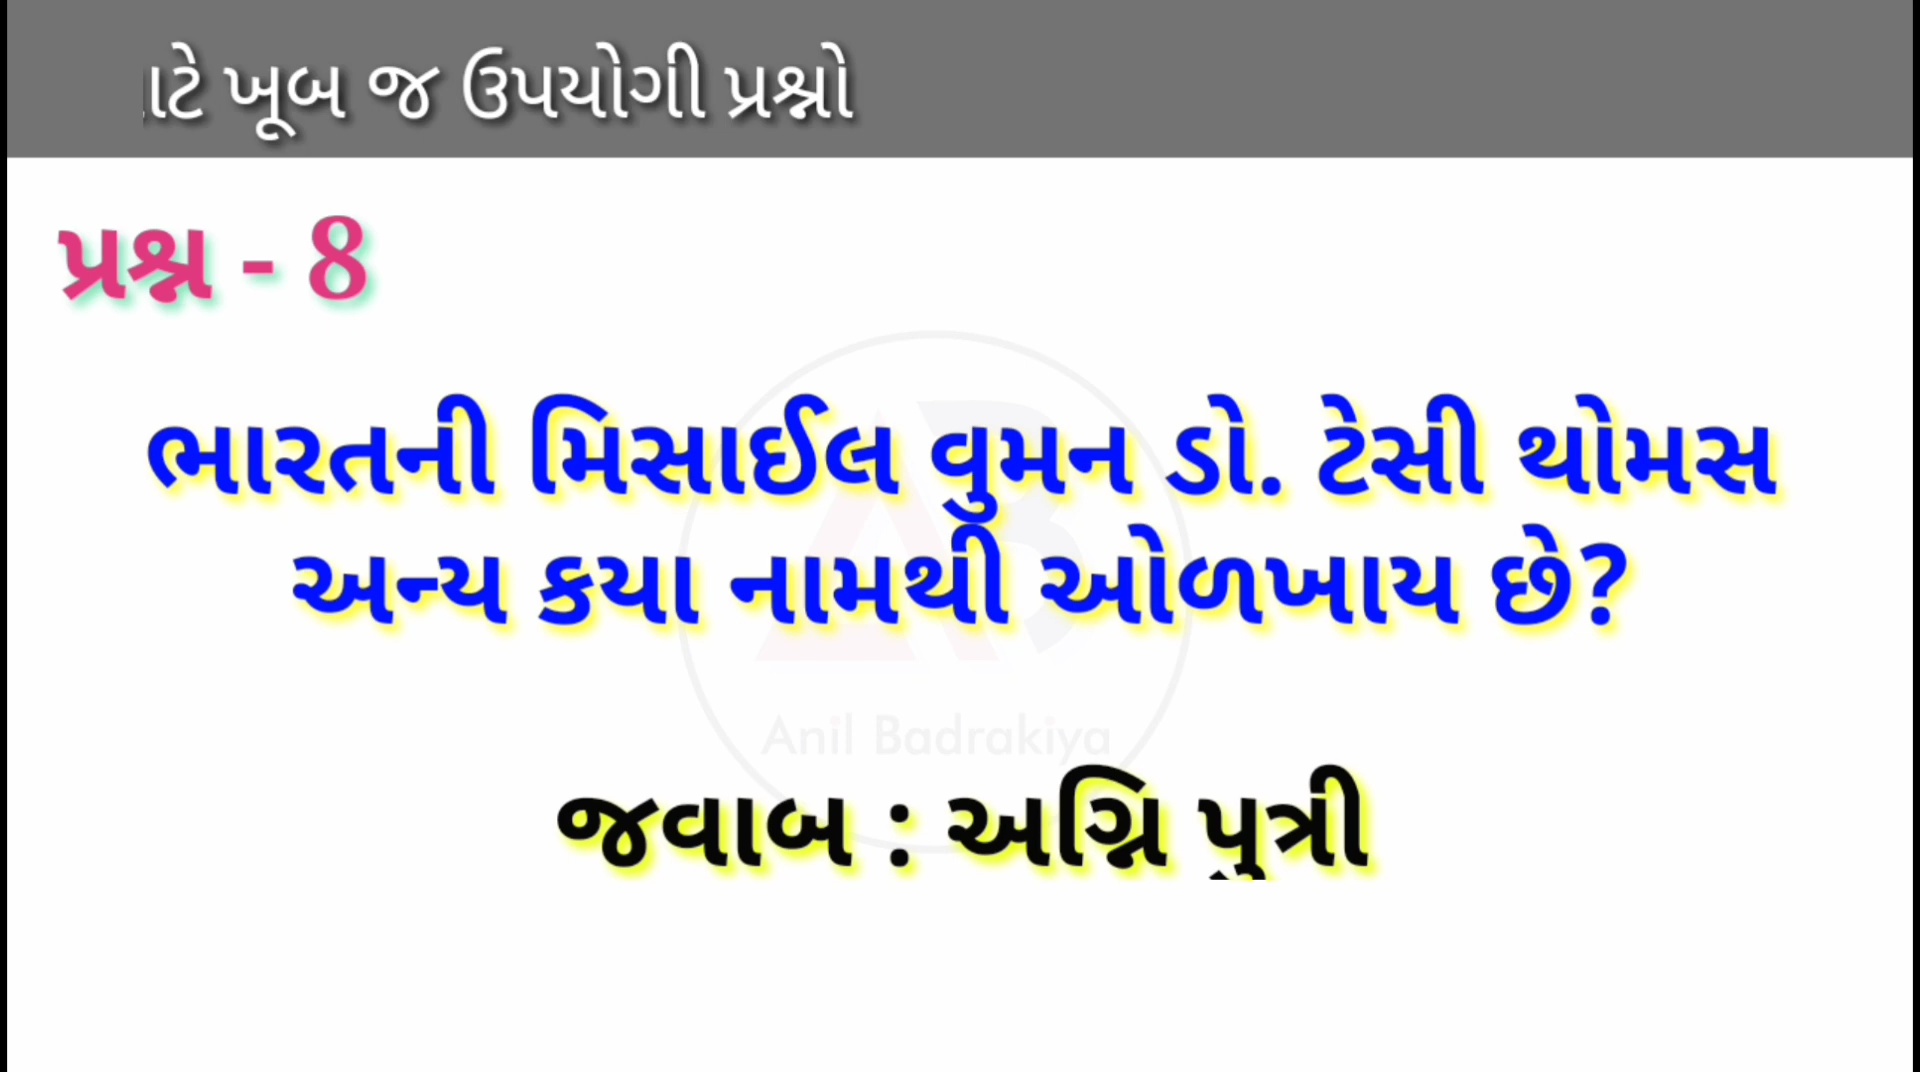 ખૂબ જ ઉપયોગી પ્રશ્નો
પ્રશ્ન - 8
ભારતની મિસાઈલ વુમન ડો. ટેસી થોમસ
અન્ય કયા નામથી ઓળખાય છે?
Anil Badrakiya
જવાબ : અગ્નિ પુત્રી